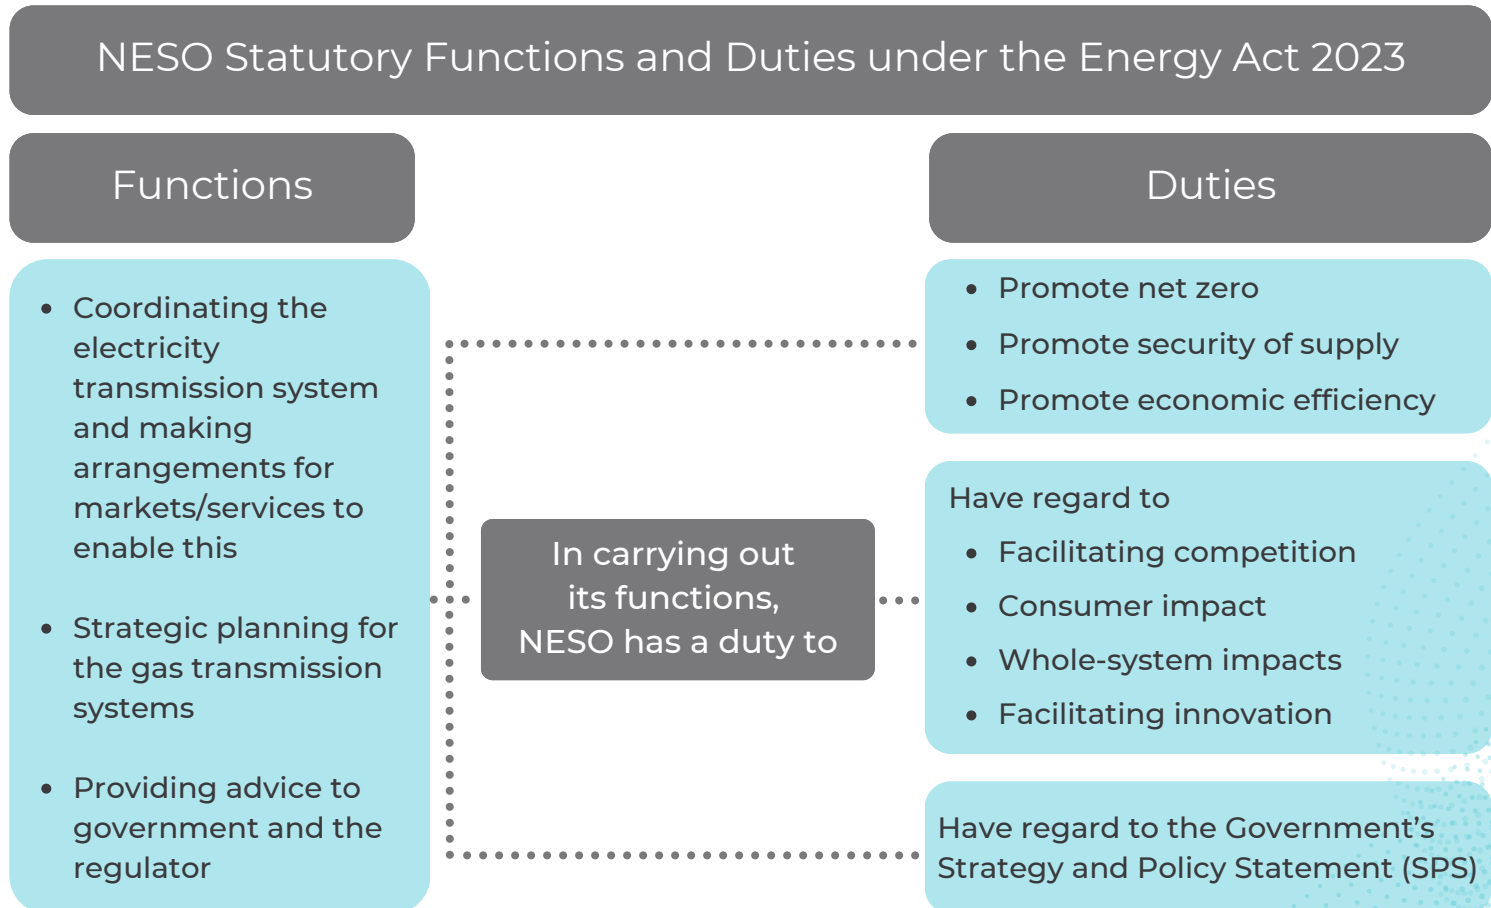 NESO Statutory Functions and Duties under the Energy Act 2023
Functions
• Coordinating the
electricity
transmission system
and making
arrangements for
markets/services to
enable this
• Strategic planning for
the gas transmission
systems
• Providing advice to
government and the
regulator
In carrying out
its functions,
NESO has a duty to
Duties
• Promote net zero
• Promote security of supply
• Promote economic efficiency
Have regard to
• Facilitating competition
• Consumer impact
• Whole-system impacts
• Facilitating innovation
Have regard to the Government’s
Strategy and Policy Statement (SPS)